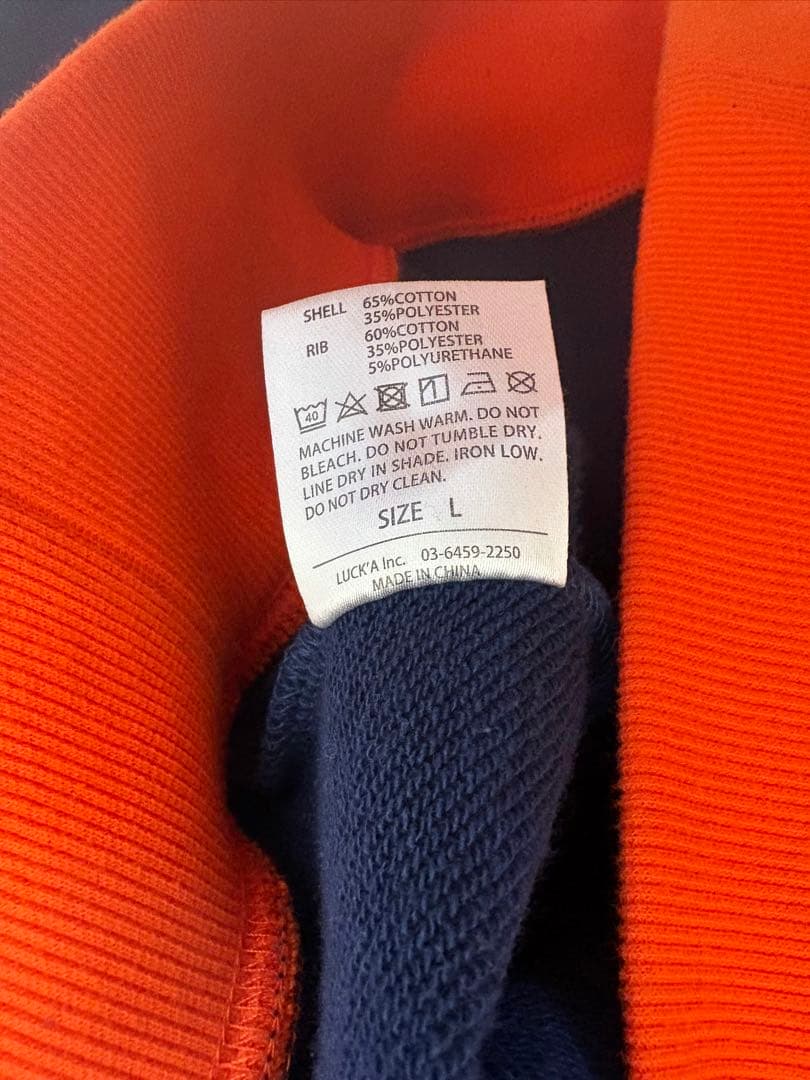 SHELL 65%COTTON
35%POLYESTER
RIB 60%COTTON
35%POLYESTER
5%POLYURETHANE
40
MACHINE WASH WARM. DO NOT
BLEACH. DO NOT TUMBLE DRY.
LINE DRY IN SHADE. IRON LOW.
DO NOT DRY CLEAN.
SIZE L
LUCK'A Inc. 03-6459-2250
MADE IN CHINA